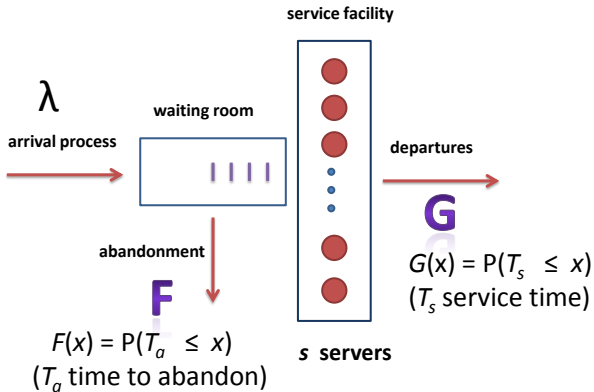 service facility
λ
waiting room
arrival process
departures
abandonment
G
F
G(x) = P(Tₛ ≤ x)
(Tₛ service time)
F(x) = P(Tₐ ≤ x)
s servers
(Tₐ time to abandon)